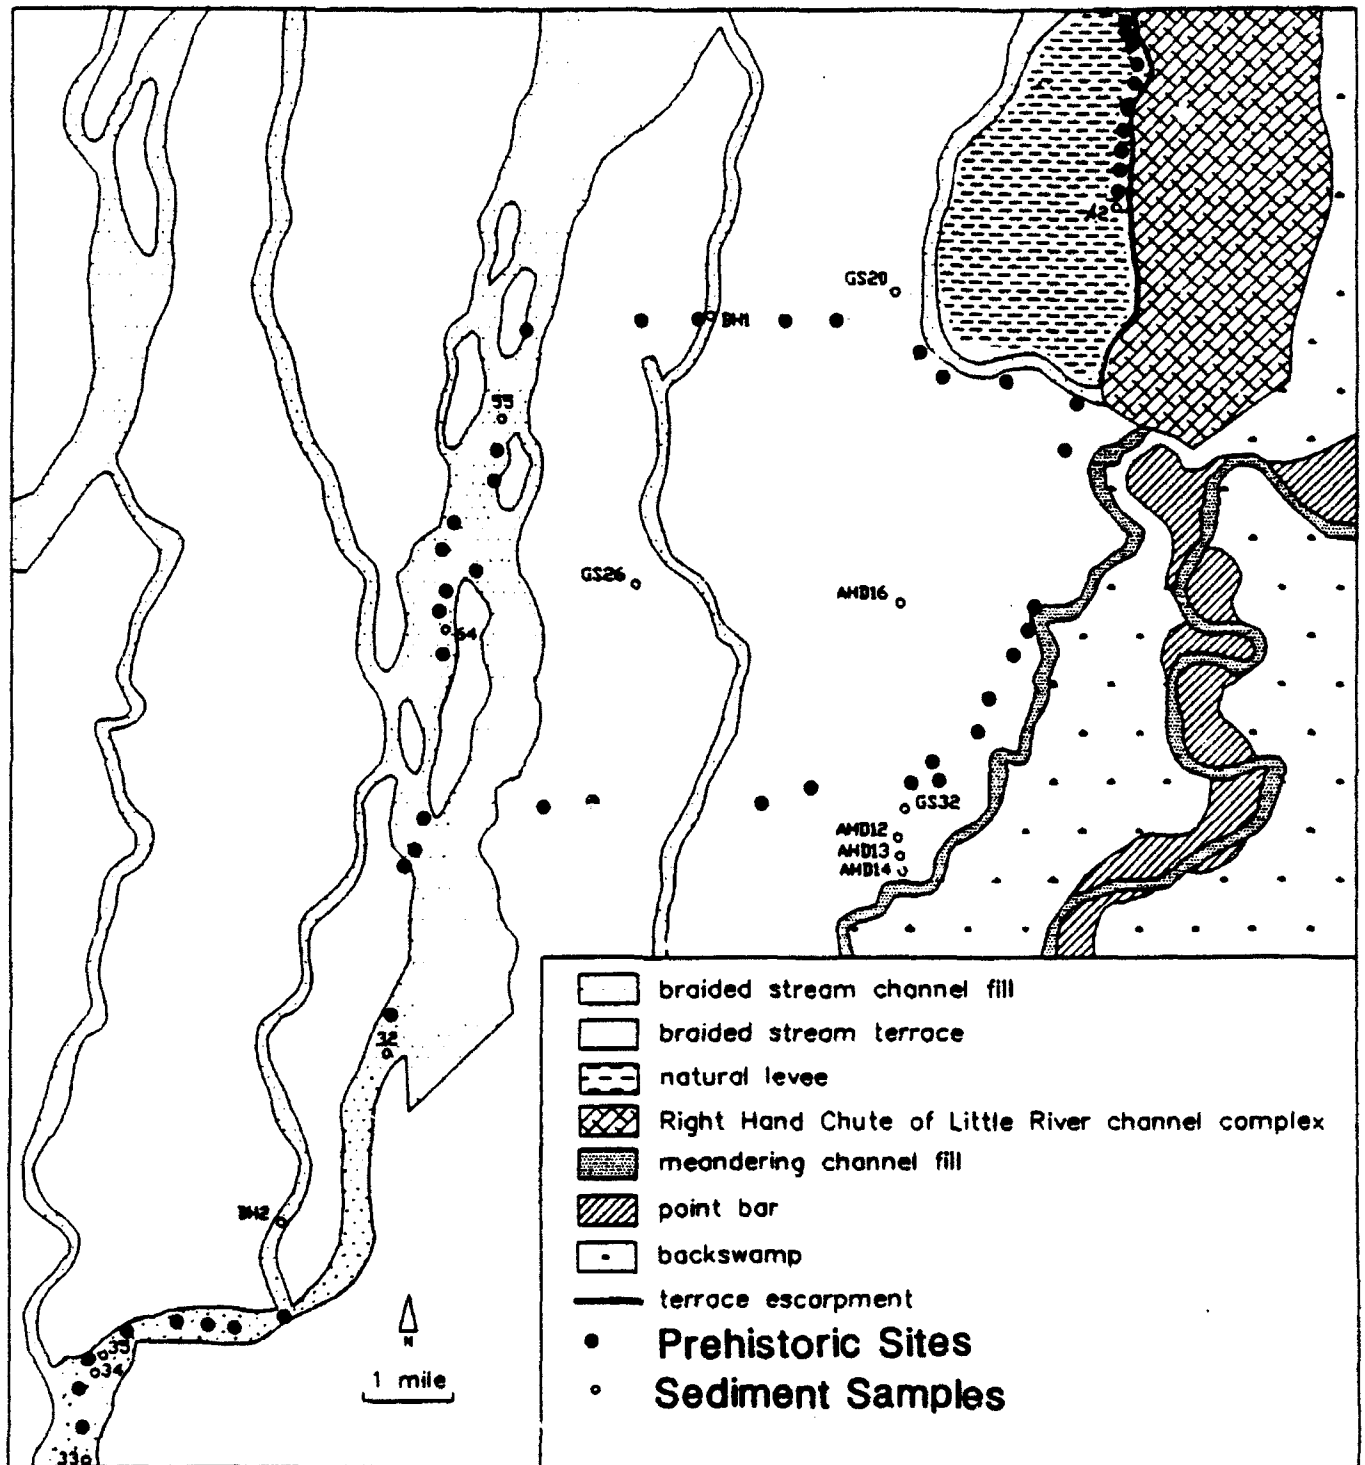 A2
GS20
BH1
55
GS26
AHD16
64
GS32
AHD12
AHD13
AHD14
32
BH2
35
34
33
N
1 mile
braided stream channel fill
braided stream terrace
natural levee
Right Hand Chute of Little River channel complex
meandering channel fill
point bar
backswamp
terrace escarpment
Prehistoric Sites
Sediment Samples